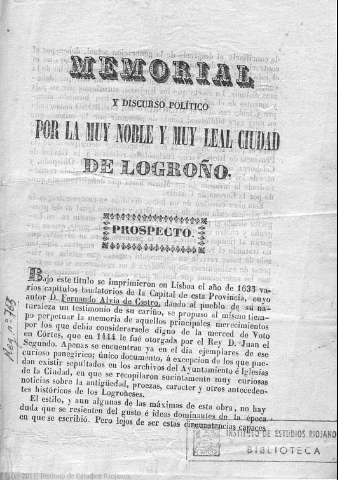 MEMORIAL
Y DISCURSO POLÍTICO
POR LA MUY NOBLE Y MUY LEAL CIUDAD
DE LOGROÑO.
PROSPECTO.
Bajo este título se imprimieron en Lisboa el año de 1633 va-
rios capítulos laudatorios de la Capital de esta Provincia, cuyo
autor D. Fernando Alvia de Castro, dando al pueblo de su na-
turaleza un testimonio de su cariño, se propuso al mismo tiem-
po perpetuar la memoria de aquellos principales merecimientos
por los que debia considerarsele digno de la merced de Voto
en Córtes, que en 1444 le fué otorgada por el Rey D. Juan el
Segundo. Apenas se encuentran ya en el dia ejemplares de ese
curioso panegírico; único documento, á excepcion de los que pue-
dan existir sepultados en los archivos del Ayuntamiento é Iglesias
de la Ciudad, en que se recopilaron sucintamente muy curiosas
noticias sobre la antigüedad, proezas, caracter y otros anteceden-
tes históricos de los Logroñeses.
El estilo, y aun algunas de las máximas de esta obra, no hay
duda que se resienten del gusto é ideas dominantes de la época
en que se escribió. Pero lejos de ser estas circunstancias capaces
Reg. nº 763
INSTITUTO DE ESTUDIOS RIOJANOS
BIBLIOTECA
Instituto de Estudios Riojanos